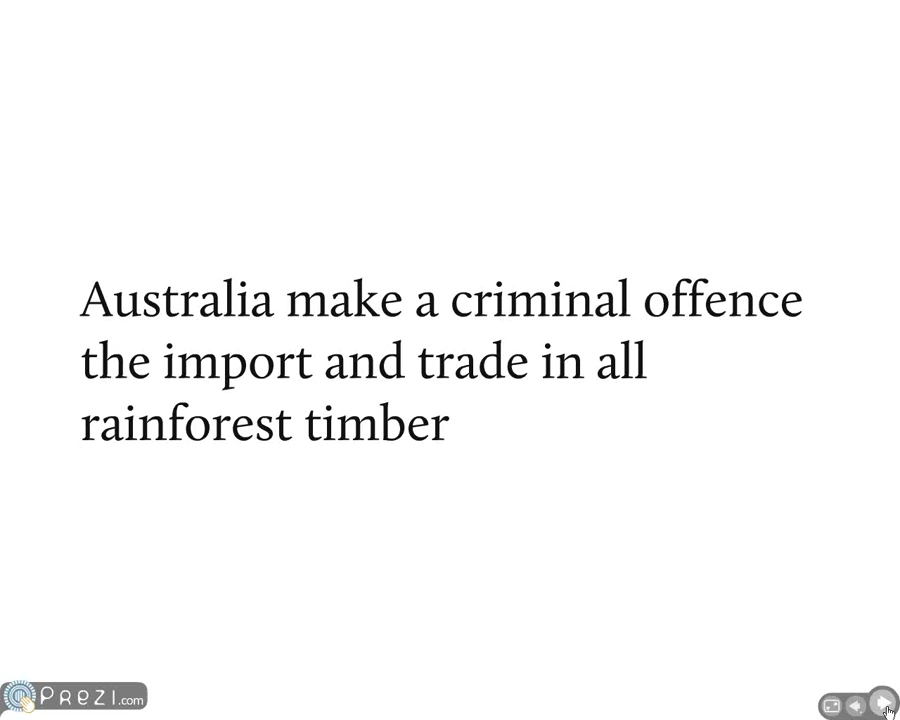 Australia make a criminal offence
the import and trade in all
rainforest timber
PREZI.com